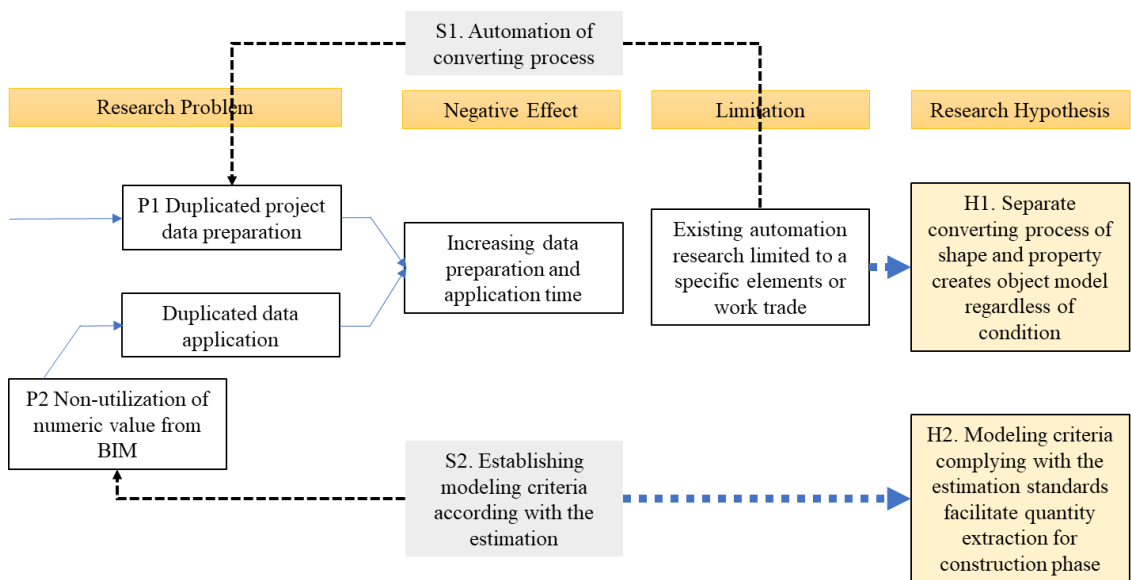 S1. Automation of
converting process
Research Problem
Negative Effect
Limitation
Research Hypothesis
P1 Duplicated project
data preparation
Duplicated data
application
P2 Non-utilization of
numeric value from
BIM
Increasing data
preparation and
application time
Existing automation
research limited to a
specific elements or
work trade
H1. Separate
converting process of
shape and property
creates object model
regardless of
condition
S2. Establishing
modeling criteria
according with the
estimation
H2. Modeling criteria
complying with the
estimation standards
facilitate quantity
extraction for
construction phase